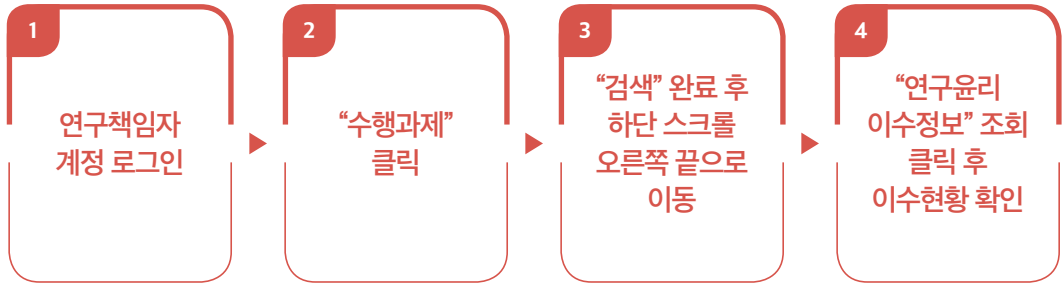 1
연구책임자
계정 로그인
2
“수행과제”
클릭
3
“검색” 완료 후
하단 스크롤
오른쪽 끝으로
이동
4
“연구윤리
이수정보” 조회
클릭 후
이수현황 확인